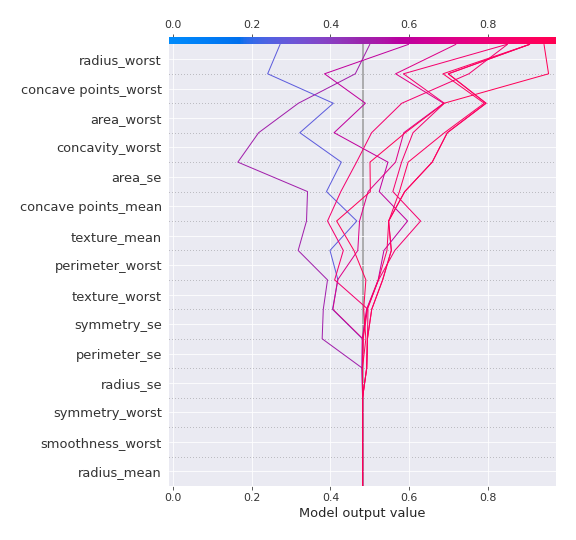 0.0 0.2 0.4 0.6 0.8
radius_worst
concave points_worst
area_worst
concavity_worst
area_se
concave points_mean
texture_mean
perimeter_worst
texture_worst
symmetry_se
perimeter_se
radius_se
symmetry_worst
smoothness_worst
radius_mean
0.0 0.2 0.4 0.6 0.8
Model output value